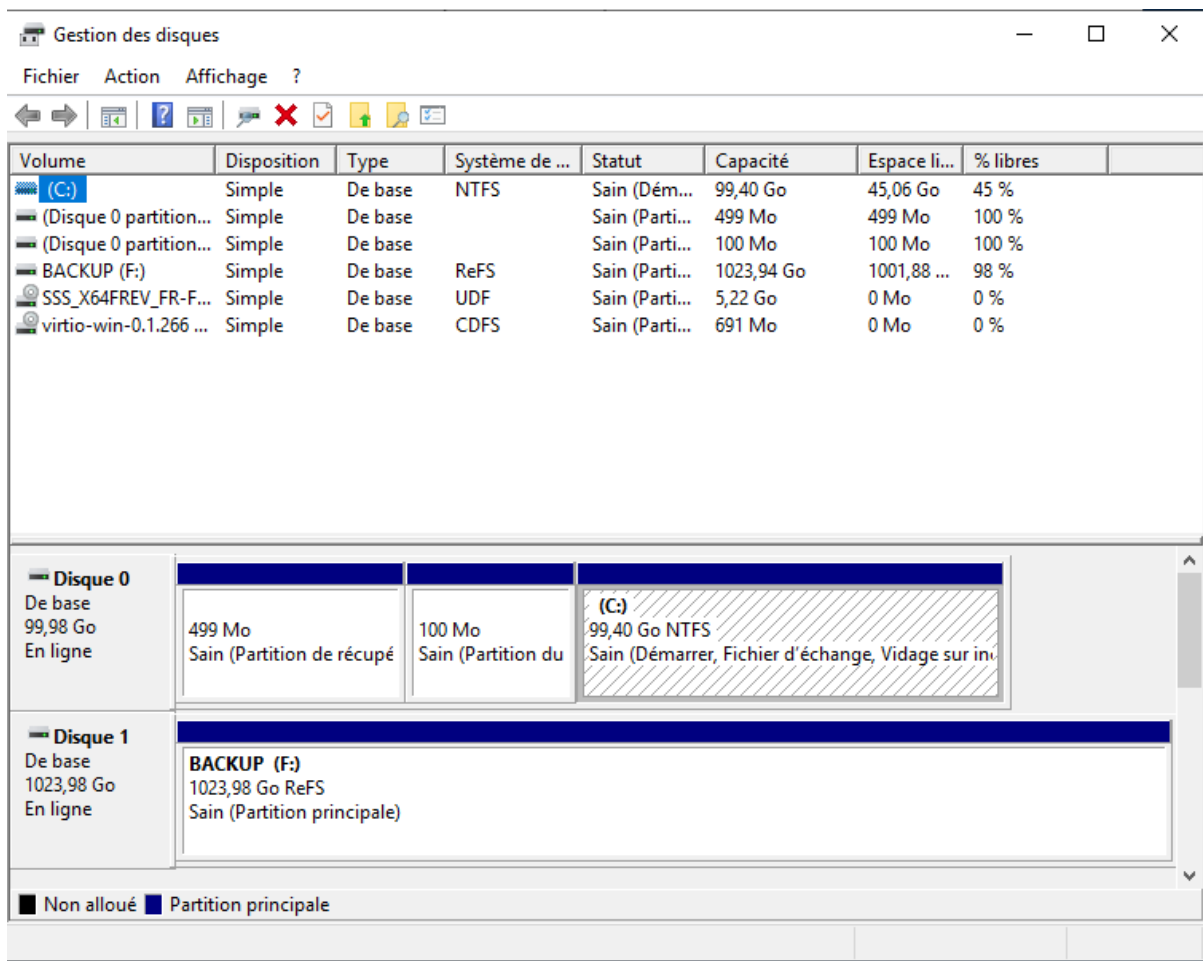 Gestion des disques
Fichier Action Affichage ?
Volume Disposition Type Système de ... Statut Capacité Espace li... % libres
(C:) Simple De base NTFS Sain (Dém... 99,40 Go 45,06 Go 45 %
(Disque 0 partition... Simple De base Sain (Parti... 499 Mo 499 Mo 100 %
(Disque 0 partition... Simple De base Sain (Parti... 100 Mo 100 Mo 100 %
BACKUP (F:) Simple De base ReFS Sain (Parti... 1023,94 Go 1001,88 ... 98 %
SSS_X64FREV_FR-F... Simple De base UDF Sain (Parti... 5,22 Go 0 Mo 0 %
virtio-win-0.1.266 ... Simple De base CDFS Sain (Parti... 691 Mo 0 Mo 0 %
Disque 0
De base
99,98 Go
En ligne
499 Mo
Sain (Partition de récupé
100 Mo
Sain (Partition du
(C:)
99,40 Go NTFS
Sain (Démarrer, Fichier d'échange, Vidage sur in
Disque 1
De base
1023,98 Go
En ligne
BACKUP (F:)
1023,98 Go ReFS
Sain (Partition principale)
Non alloué Partition principale